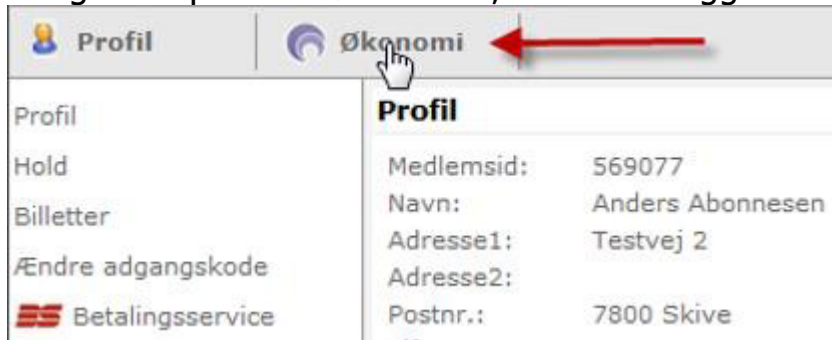 Profil Økonomi
Profil
Hold
Billetter
Ændre adgangskode
BS Betalingsservice
Profil
Medlemsid: 569077
Navn: Anders Abonnesen
Adresse1: Testvej 2
Adresse2:
Postnr.: 7800 Skive